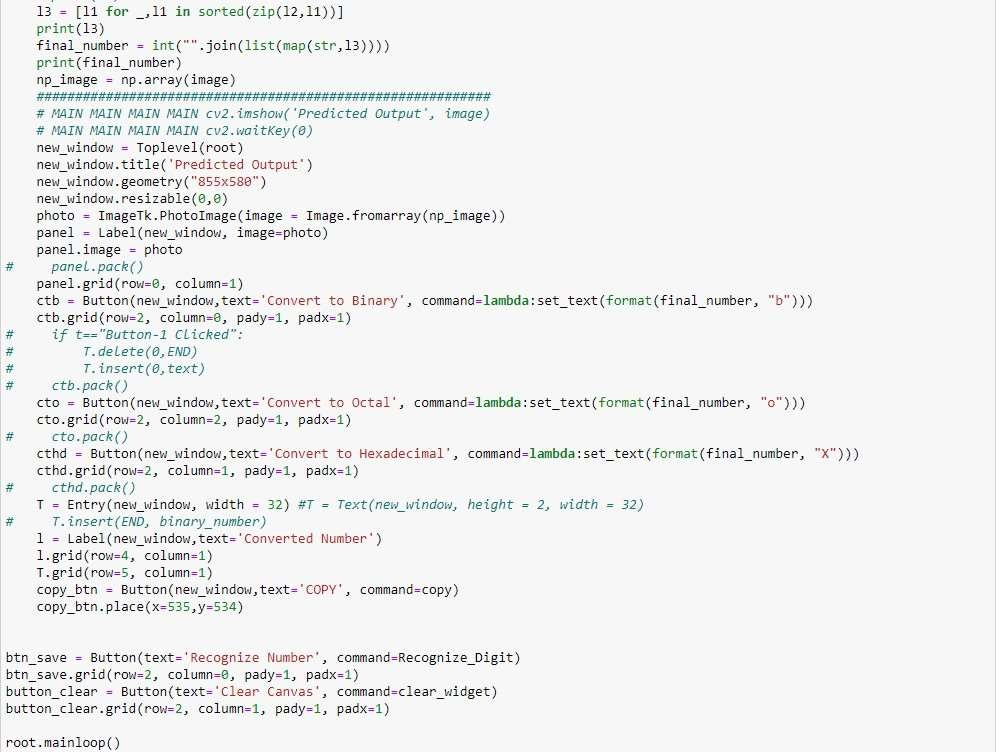 l3 = [l1 for _,l1 in sorted(zip(l2,l1))]
    print(l3)
    final_number = int("".join(list(map(str,l3))))
    print(final_number)
    np_image = np.array(image)
    ###########################################################
    # MAIN MAIN MAIN MAIN cv2.imshow('Predicted Output', image)
    # MAIN MAIN MAIN MAIN cv2.waitKey(0)
    new_window = Toplevel(root)
    new_window.title('Predicted Output')
    new_window.geometry("855x580")
    new_window.resizable(0,0)
    photo = ImageTk.PhotoImage(image = Image.fromarray(np_image))
    panel = Label(new_window, image=photo)
    panel.image = photo
#     panel.pack()
    panel.grid(row=0, column=1)
    ctb = Button(new_window,text='Convert to Binary', command=lambda:set_text(format(final_number, "b")))
    ctb.grid(row=2, column=0, pady=1, padx=1)
#     if t=="Button-1 Clicked":
#         T.delete(0,END)
#         T.insert(0,text)
#     ctb.pack()
    cto = Button(new_window,text='Convert to Octal', command=lambda:set_text(format(final_number, "o")))
    cto.grid(row=2, column=2, pady=1, padx=1)
#     cto.pack()
    cthd = Button(new_window,text='Convert to Hexadecimal', command=lambda:set_text(format(final_number, "X")))
    cthd.grid(row=2, column=1, pady=1, padx=1)
#     cthd.pack()
    T = Entry(new_window, width = 32) #T = Text(new_window, height = 2, width = 32)
#     T.insert(END, binary_number)
    l = Label(new_window,text='Converted Number')
    l.grid(row=4, column=1)
    T.grid(row=5, column=1)
    copy_btn = Button(new_window,text='COPY', command=copy)
    copy_btn.place(x=535,y=534)
btn_save = Button(text='Recognize Number', command=Recognize_Digit)
btn_save.grid(row=2, column=0, pady=1, padx=1)
button_clear = Button(text='Clear Canvas', command=clear_widget)
button_clear.grid(row=2, column=1, pady=1, padx=1)
root.mainloop()